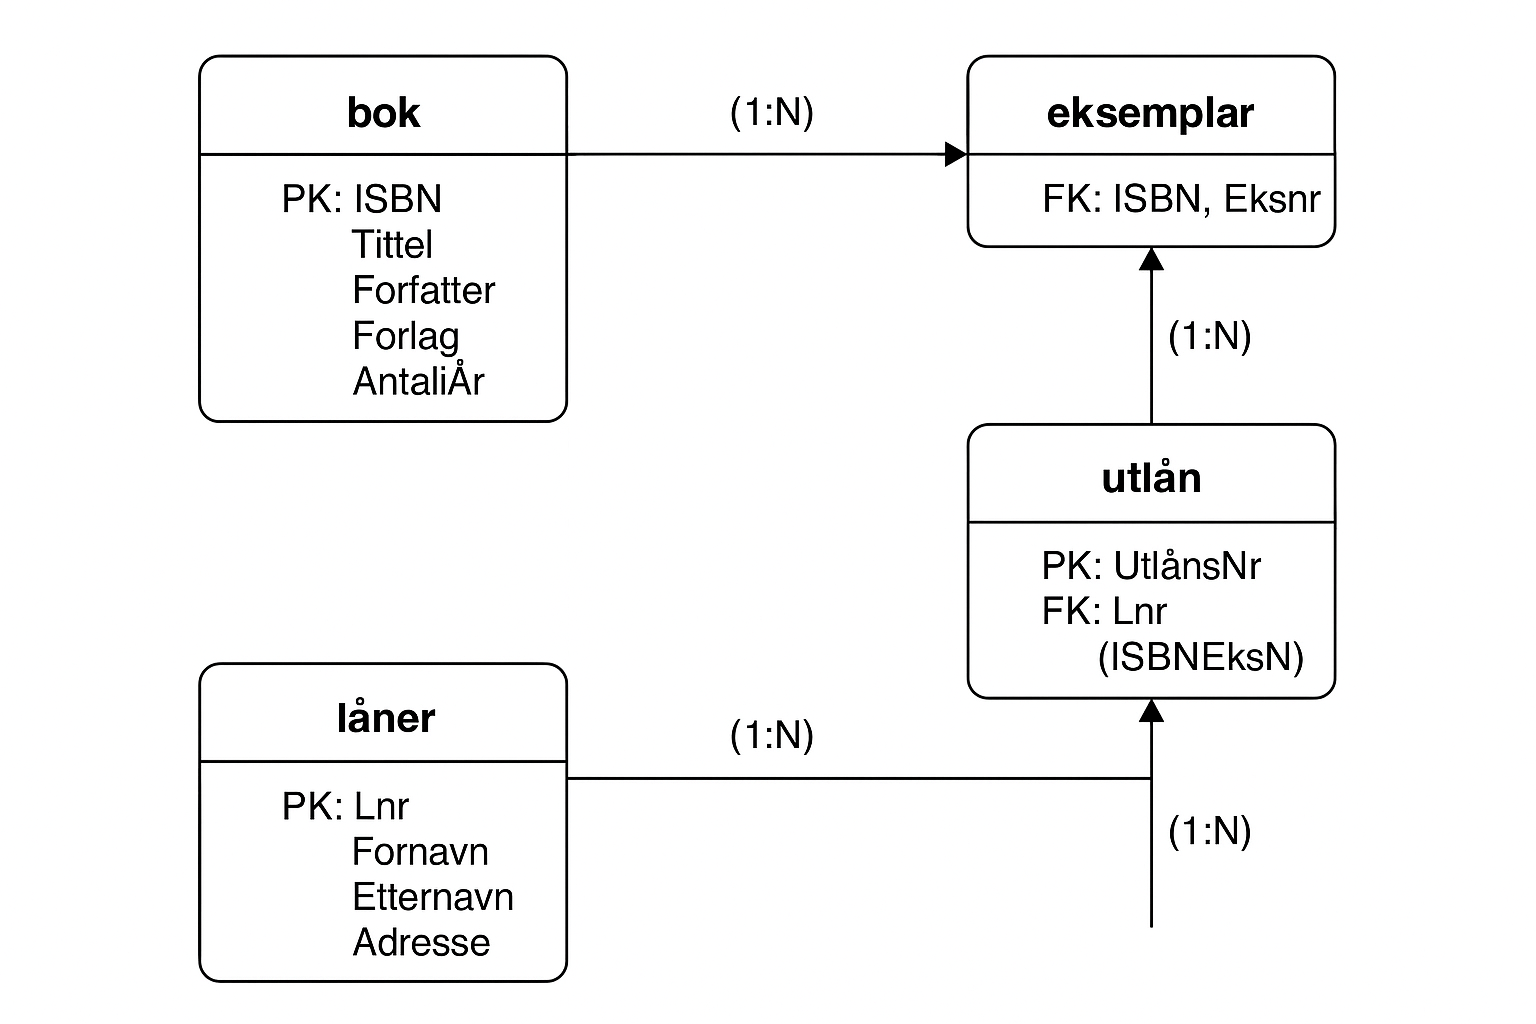 bok
PK: ISBN
Tittel
Forfatter
Forlag
AntaliÅr
(1:N)
eksemplar
FK: ISBN, Eksnr
(1:N)
utlån
PK: UtlånsNr
FK: Lnr
(ISBNEksN)
låner
PK: Lnr
Fornavn
Etternavn
Adresse
(1:N)
(1:N)